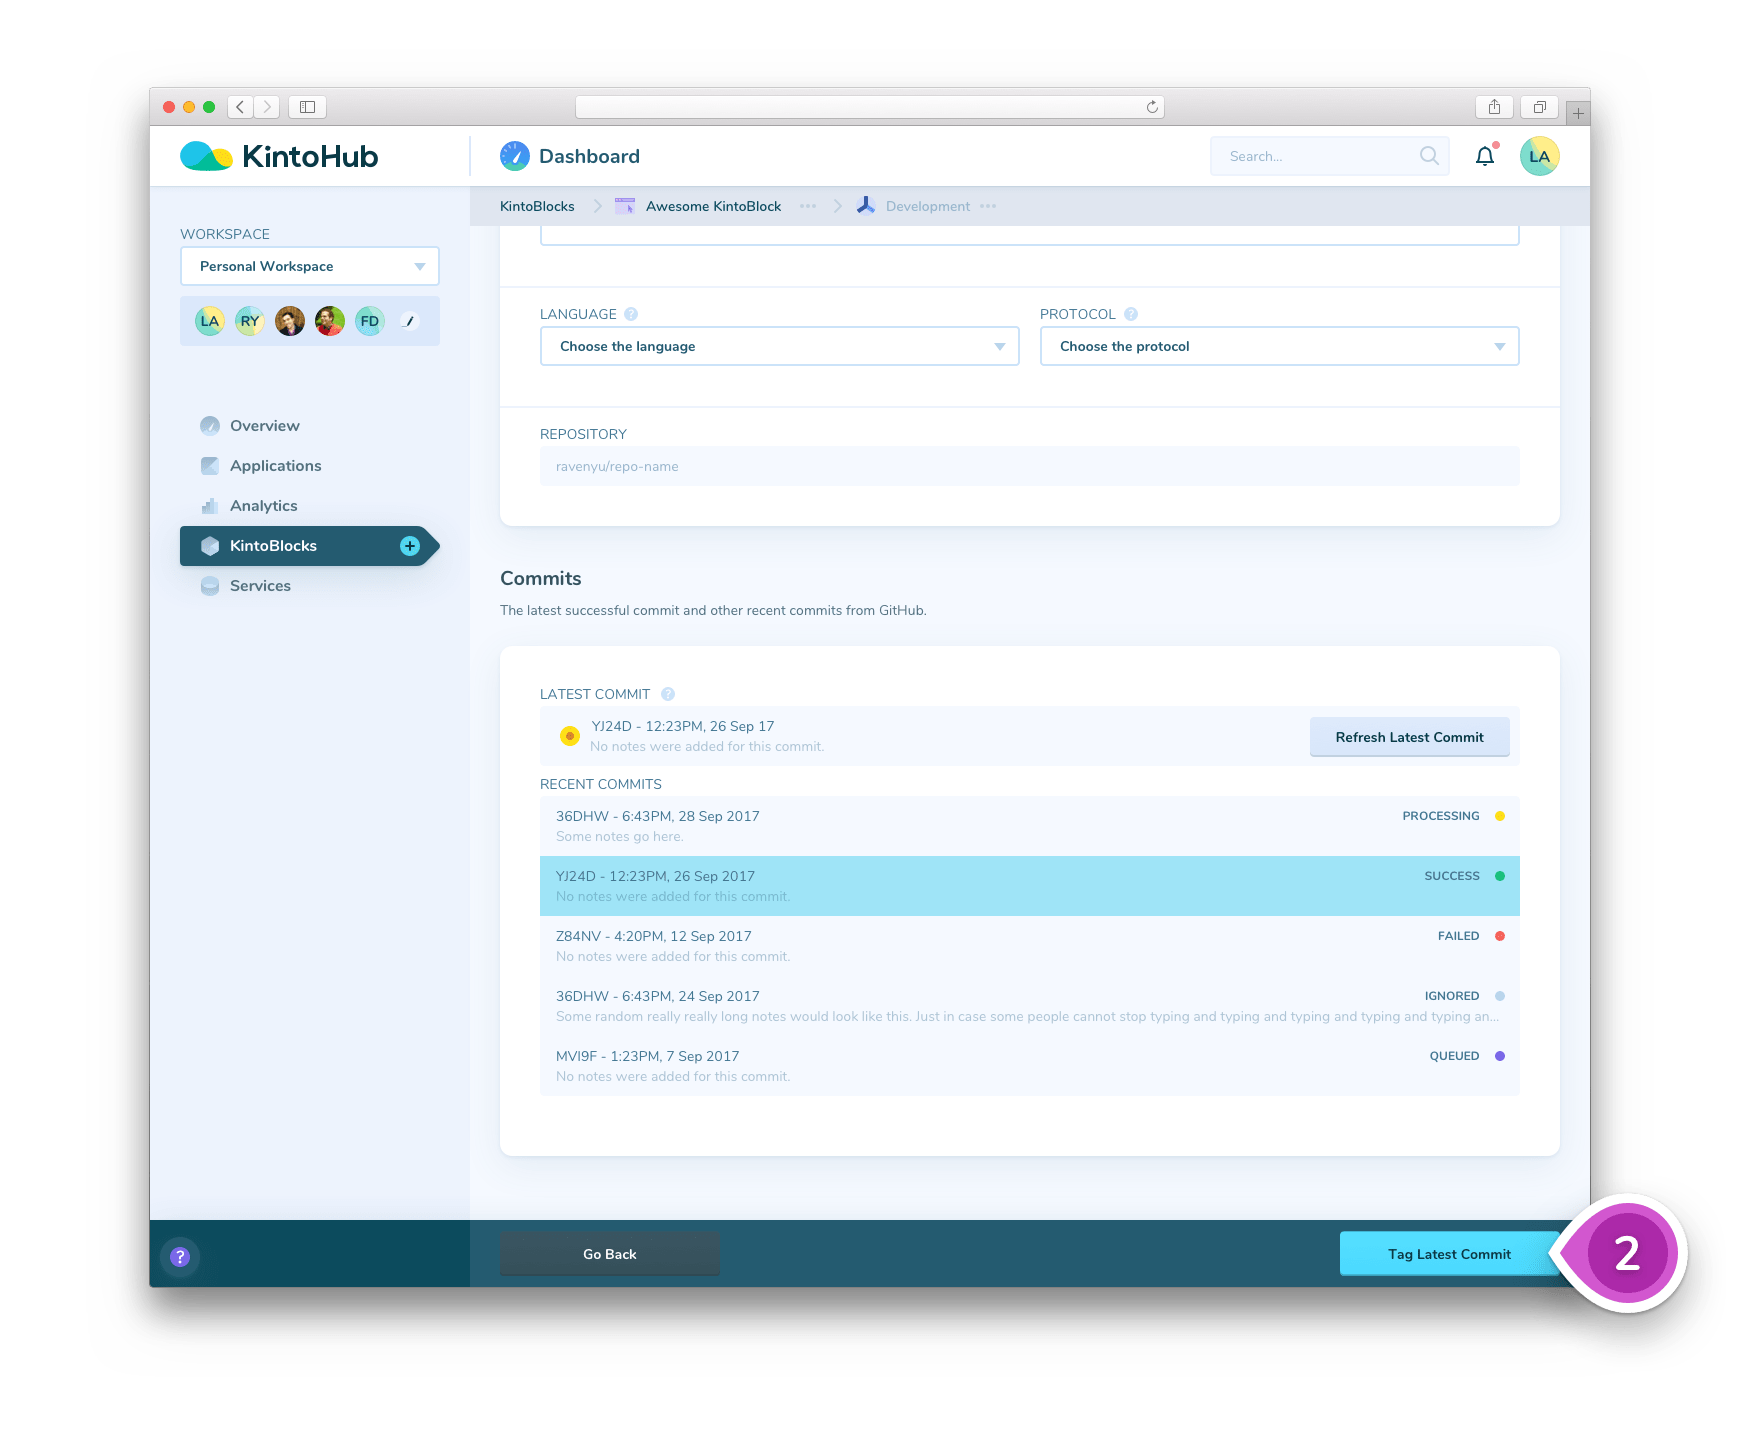 KintoHub
Dashboard
Search...
LA
KintoBlocks
Awesome KintoBlock
Development
WORKSPACE
Personal Workspace
LA
RY
FD
Overview
Applications
Analytics
KintoBlocks
Services
LANGUAGE ?
PROTOCOL ?
Choose the language
Choose the protocol
REPOSITORY
ravenyu/repo-name
Commits
The latest successful commit and other recent commits from GitHub.
LATEST COMMIT ?
YJ24D - 12:23PM, 26 Sep 17
No notes were added for this commit.
Refresh Latest Commit
RECENT COMMITS
36DHW - 6:43PM, 28 Sep 2017
PROCESSING
Some notes go here.
YJ24D - 12:23PM, 26 Sep 2017
SUCCESS
No notes were added for this commit.
Z84NV - 4:20PM, 12 Sep 2017
FAILED
No notes were added for this commit.
36DHW - 6:43PM, 24 Sep 2017
IGNORED
Some random really really long notes would look like this. Just in case some people cannot stop typing and typing and typing and typing and typing an...
MVI9F - 1:23PM, 7 Sep 2017
QUEUED
No notes were added for this commit.
?
Go Back
Tag Latest Commit
2